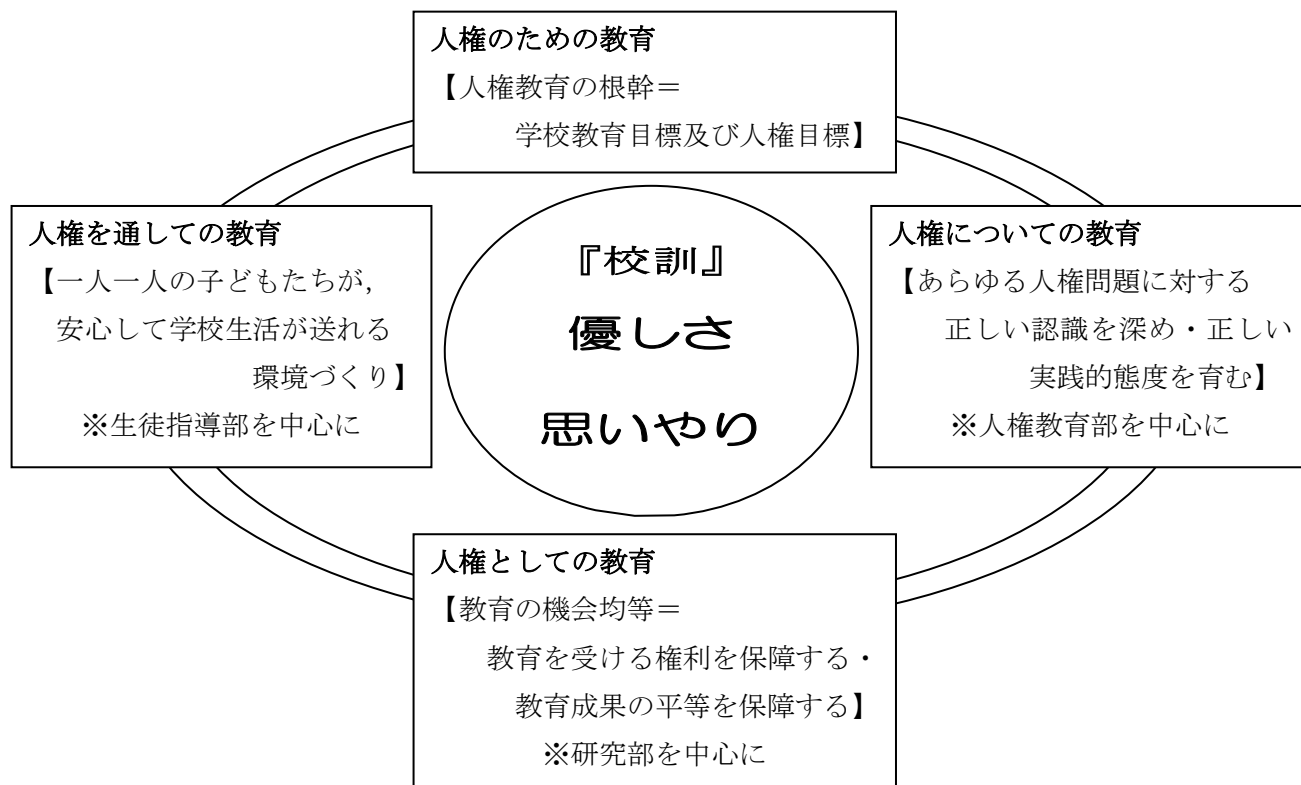 人権のための教育
【人権教育の根幹＝
学校教育目標及び人権目標】
人権を通しての教育
【一人一人の子どもたちが，
安心して学校生活が送れる
環境づくり】
※生徒指導部を中心に
『校訓』
優しさ
思いやり
人権についての教育
【あらゆる人権問題に対する
正しい認識を深め・正しい
実践的態度を育む】
※人権教育部を中心に
人権としての教育
【教育の機会均等＝
教育を受ける権利を保障する・
教育成果の平等を保障する】
※研究部を中心に